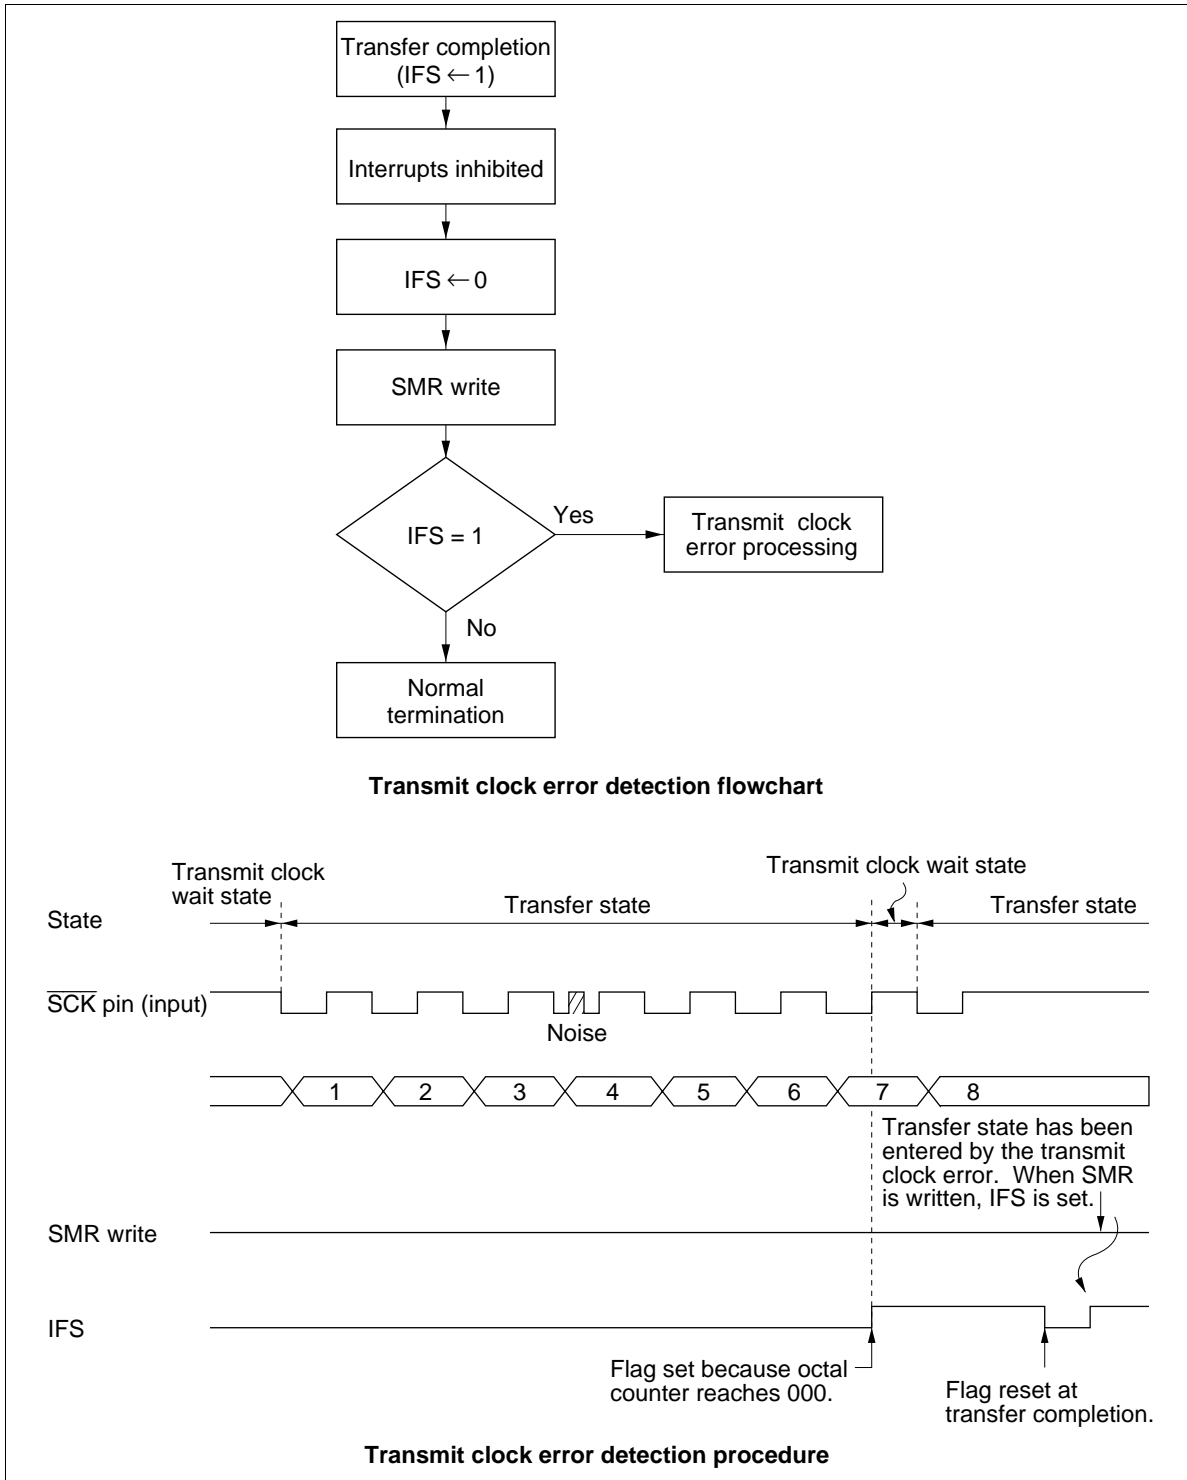 Transfer completion
(IFS ← 1)
Interrupts inhibited
IFS ← 0
SMR write
IFS = 1
Yes
Transmit clock
error processing
No
Normal
termination
Transmit clock error detection flowchart
Transmit clock
wait state
Transmit clock wait state
State
Transfer state
Transfer state
SCK pin (input)
Noise
1 2 3 4 5 6 7 8
Transfer state has been
entered by the transmit
clock error. When SMR
is written, IFS is set.
SMR write
IFS
Flag set because octal
counter reaches 000.
Flag reset at
transfer completion.
Transmit clock error detection procedure